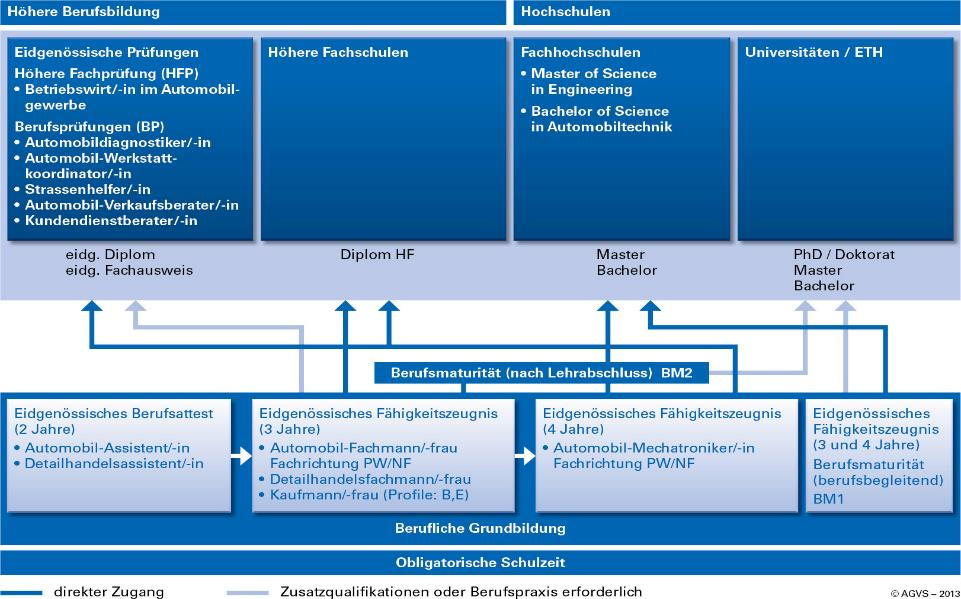 Höhere Berufsbildung
Hochschulen
Eidgenössische Prüfungen
Höhere Fachprüfung (HFP)
• Betriebswirt/-in im Automobil-
gewerbe
Berufsprüfungen (BP)
• Automobildiagnostiker/-in
• Automobil-Werkstatt-
koordinator/-in
• Strassenhelfer/-in
• Automobil-Verkaufsberater/-in
• Kundendienstberater/-in
Höhere Fachschulen
Fachhochschulen
• Master of Science
in Engineering
• Bachelor of Science
in Automobiltechnik
Universitäten / ETH
eidg. Diplom
eidg. Fachausweis
Diplom HF
Master
Bachelor
PhD / Doktorat
Master
Bachelor
Berufsmaturität (nach Lehrabschluss) BM2
Eidgenössisches Berufsattest
(2 Jahre)
• Automobil-Assistent/-in
• Detailhandelsassistent/-in
Eidgenössisches Fähigkeitszeugnis
(3 Jahre)
• Automobil-Fachmann/-frau
Fachrichtung PW/NF
• Detailhandelsfachmann/-frau
• Kaufmann/-frau (Profile: B,E)
Eidgenössisches Fähigkeitszeugnis
(4 Jahre)
• Automobil-Mechatroniker/-in
Fachrichtung PW/NF
Eidgenössisches
Fähigkeitszeugnis
(3 und 4 Jahre)
Berufsmaturität
(berufsbegleitend)
BM1
Berufliche Grundbildung
Obligatorische Schulzeit
direkter Zugang
Zusatzqualifikationen oder Berufspraxis erforderlich
© AGVS – 2013